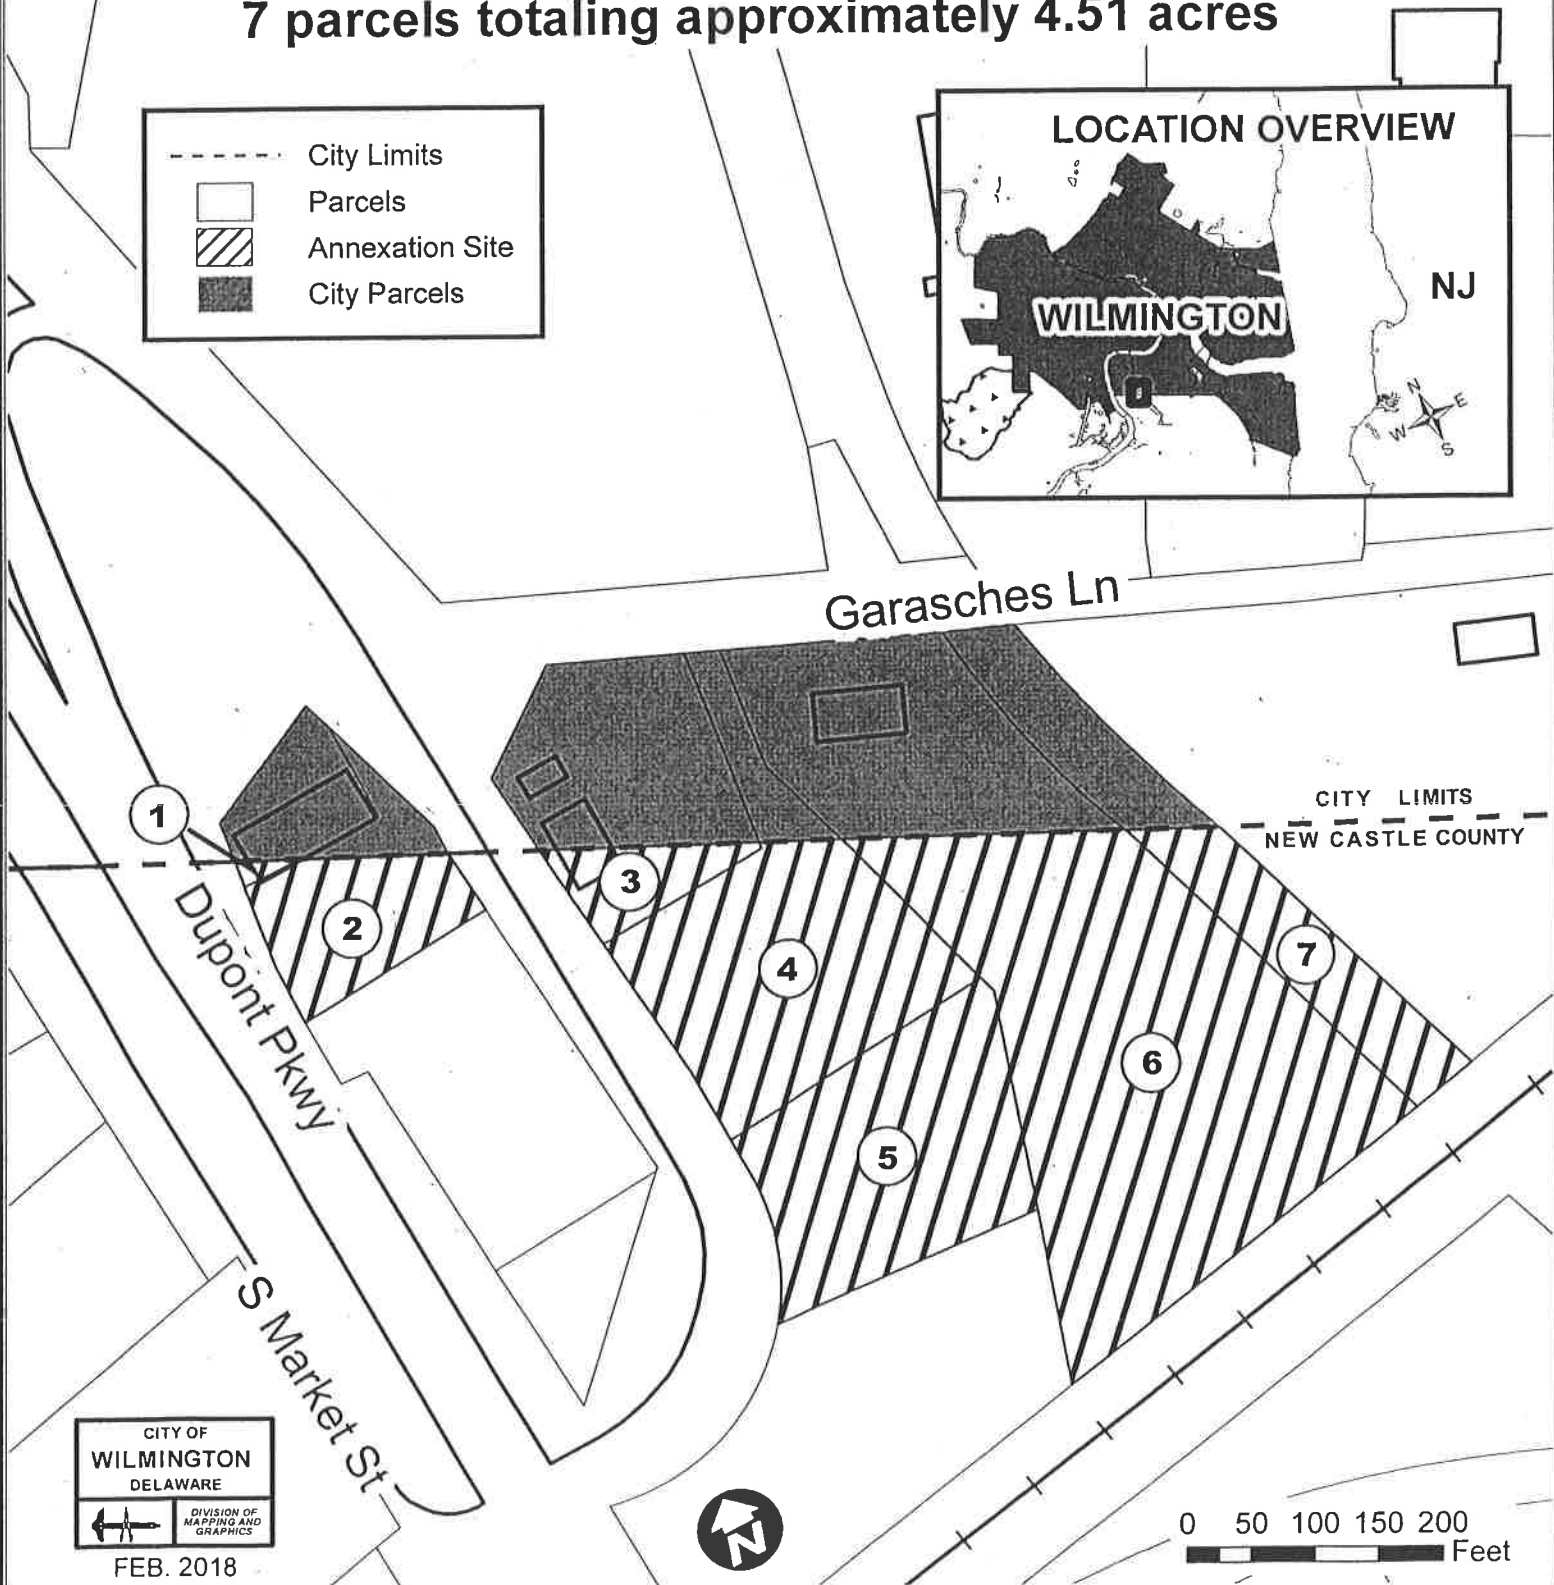 7 parcels totaling approximately 4.51 acres
City Limits
Parcels
Annexation Site
City Parcels
LOCATION OVERVIEW
WILMINGTON
NJ
N
E
W
S
Garasches Ln
CITY LIMITS
NEW CASTLE COUNTY
1
2
3
4
5
6
7
Dupont Pkwy
S Market St
CITY OF
WILMINGTON
DELAWARE
DIVISION OF
MAPPING AND
GRAPHICS
FEB. 2018
N
0 50 100 150 200
Feet